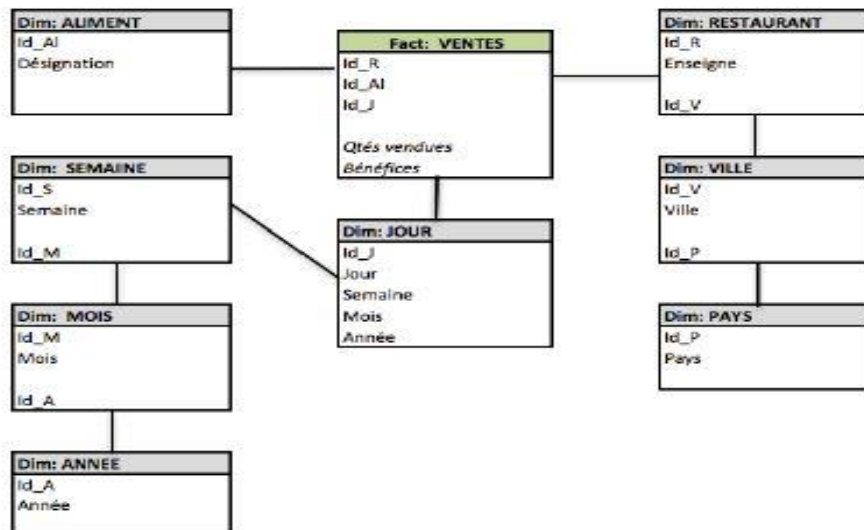 Dim: ALIMENT
Id_Al
Désignation
Fact: VENTES
Id_R
Id_Al
Id_J
Qtés vendues
Bénéfices
Dim: RESTAURANT
Id_R
Enseigne
Id_V
Dim: SEMAINE
Id_S
Semaine
Id_M
Dim: JOUR
Id_J
Jour
Semaine
Mois
Année
Dim: VILLE
Id_V
Ville
Id_P
Dim: MOIS
Id_M
Mois
Id_A
Dim: PAYS
Id_P
Pays
Dim: ANNEE
Id_A
Année